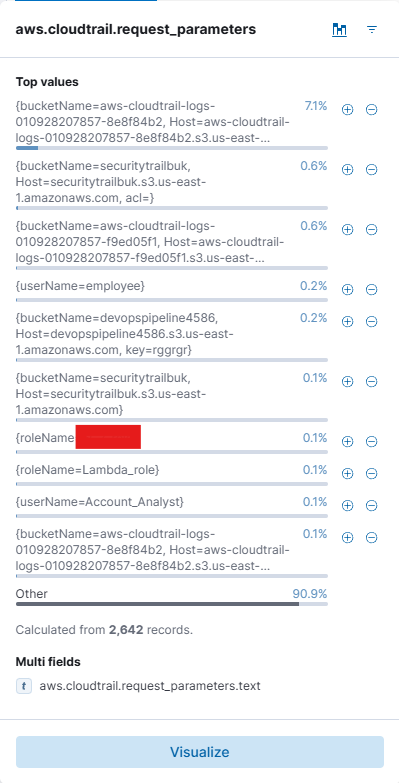 aws.cloudtrail.request_parameters
Top values
{bucketName=aws-cloudtrail-logs- 7.1%
010928207857-8e8f84b2, Host=aws-cloudtrail-
logs-010928207857-8e8f84b2.s3.us-east-...
{bucketName=securitytrailbuk, 0.6%
Host=securitytrailbuk.s3.us-east-
1.amazonaws.com, acl=}
{bucketName=aws-cloudtrail-logs- 0.6%
010928207857-f9ed05f1, Host=aws-cloudtrail-
logs-010928207857-f9ed05f1.s3.us-east-...
{userName=employee} 0.2%
{bucketName=devopspipeline4586, 0.2%
Host=devopspipeline4586.s3.us-east-
1.amazonaws.com, key=rggrgr}
{bucketName=securitytrailbuk, 0.1%
Host=securitytrailbuk.s3.us-east-
1.amazonaws.com}
{roleName 0.1%
{roleName=Lambda_role} 0.1%
{userName=Account_Analyst} 0.1%
{bucketName=aws-cloudtrail-logs- 0.1%
010928207857-8e8f84b2, Host=aws-cloudtrail-
logs-010928207857-8e8f84b2.s3.us-east-...
Other 90.9%
Calculated from 2,642 records.
Multi fields
t aws.cloudtrail.request_parameters.text
Visualize